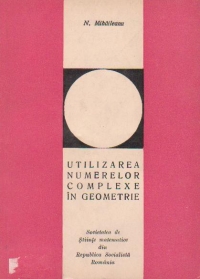 N. Mihăileanu
UTILIZAREA
NUMERELOR
COMPLEXE
ÎN GEOMETRIE
Societatea de
Științe matematice
din
Republica Socialistă
România